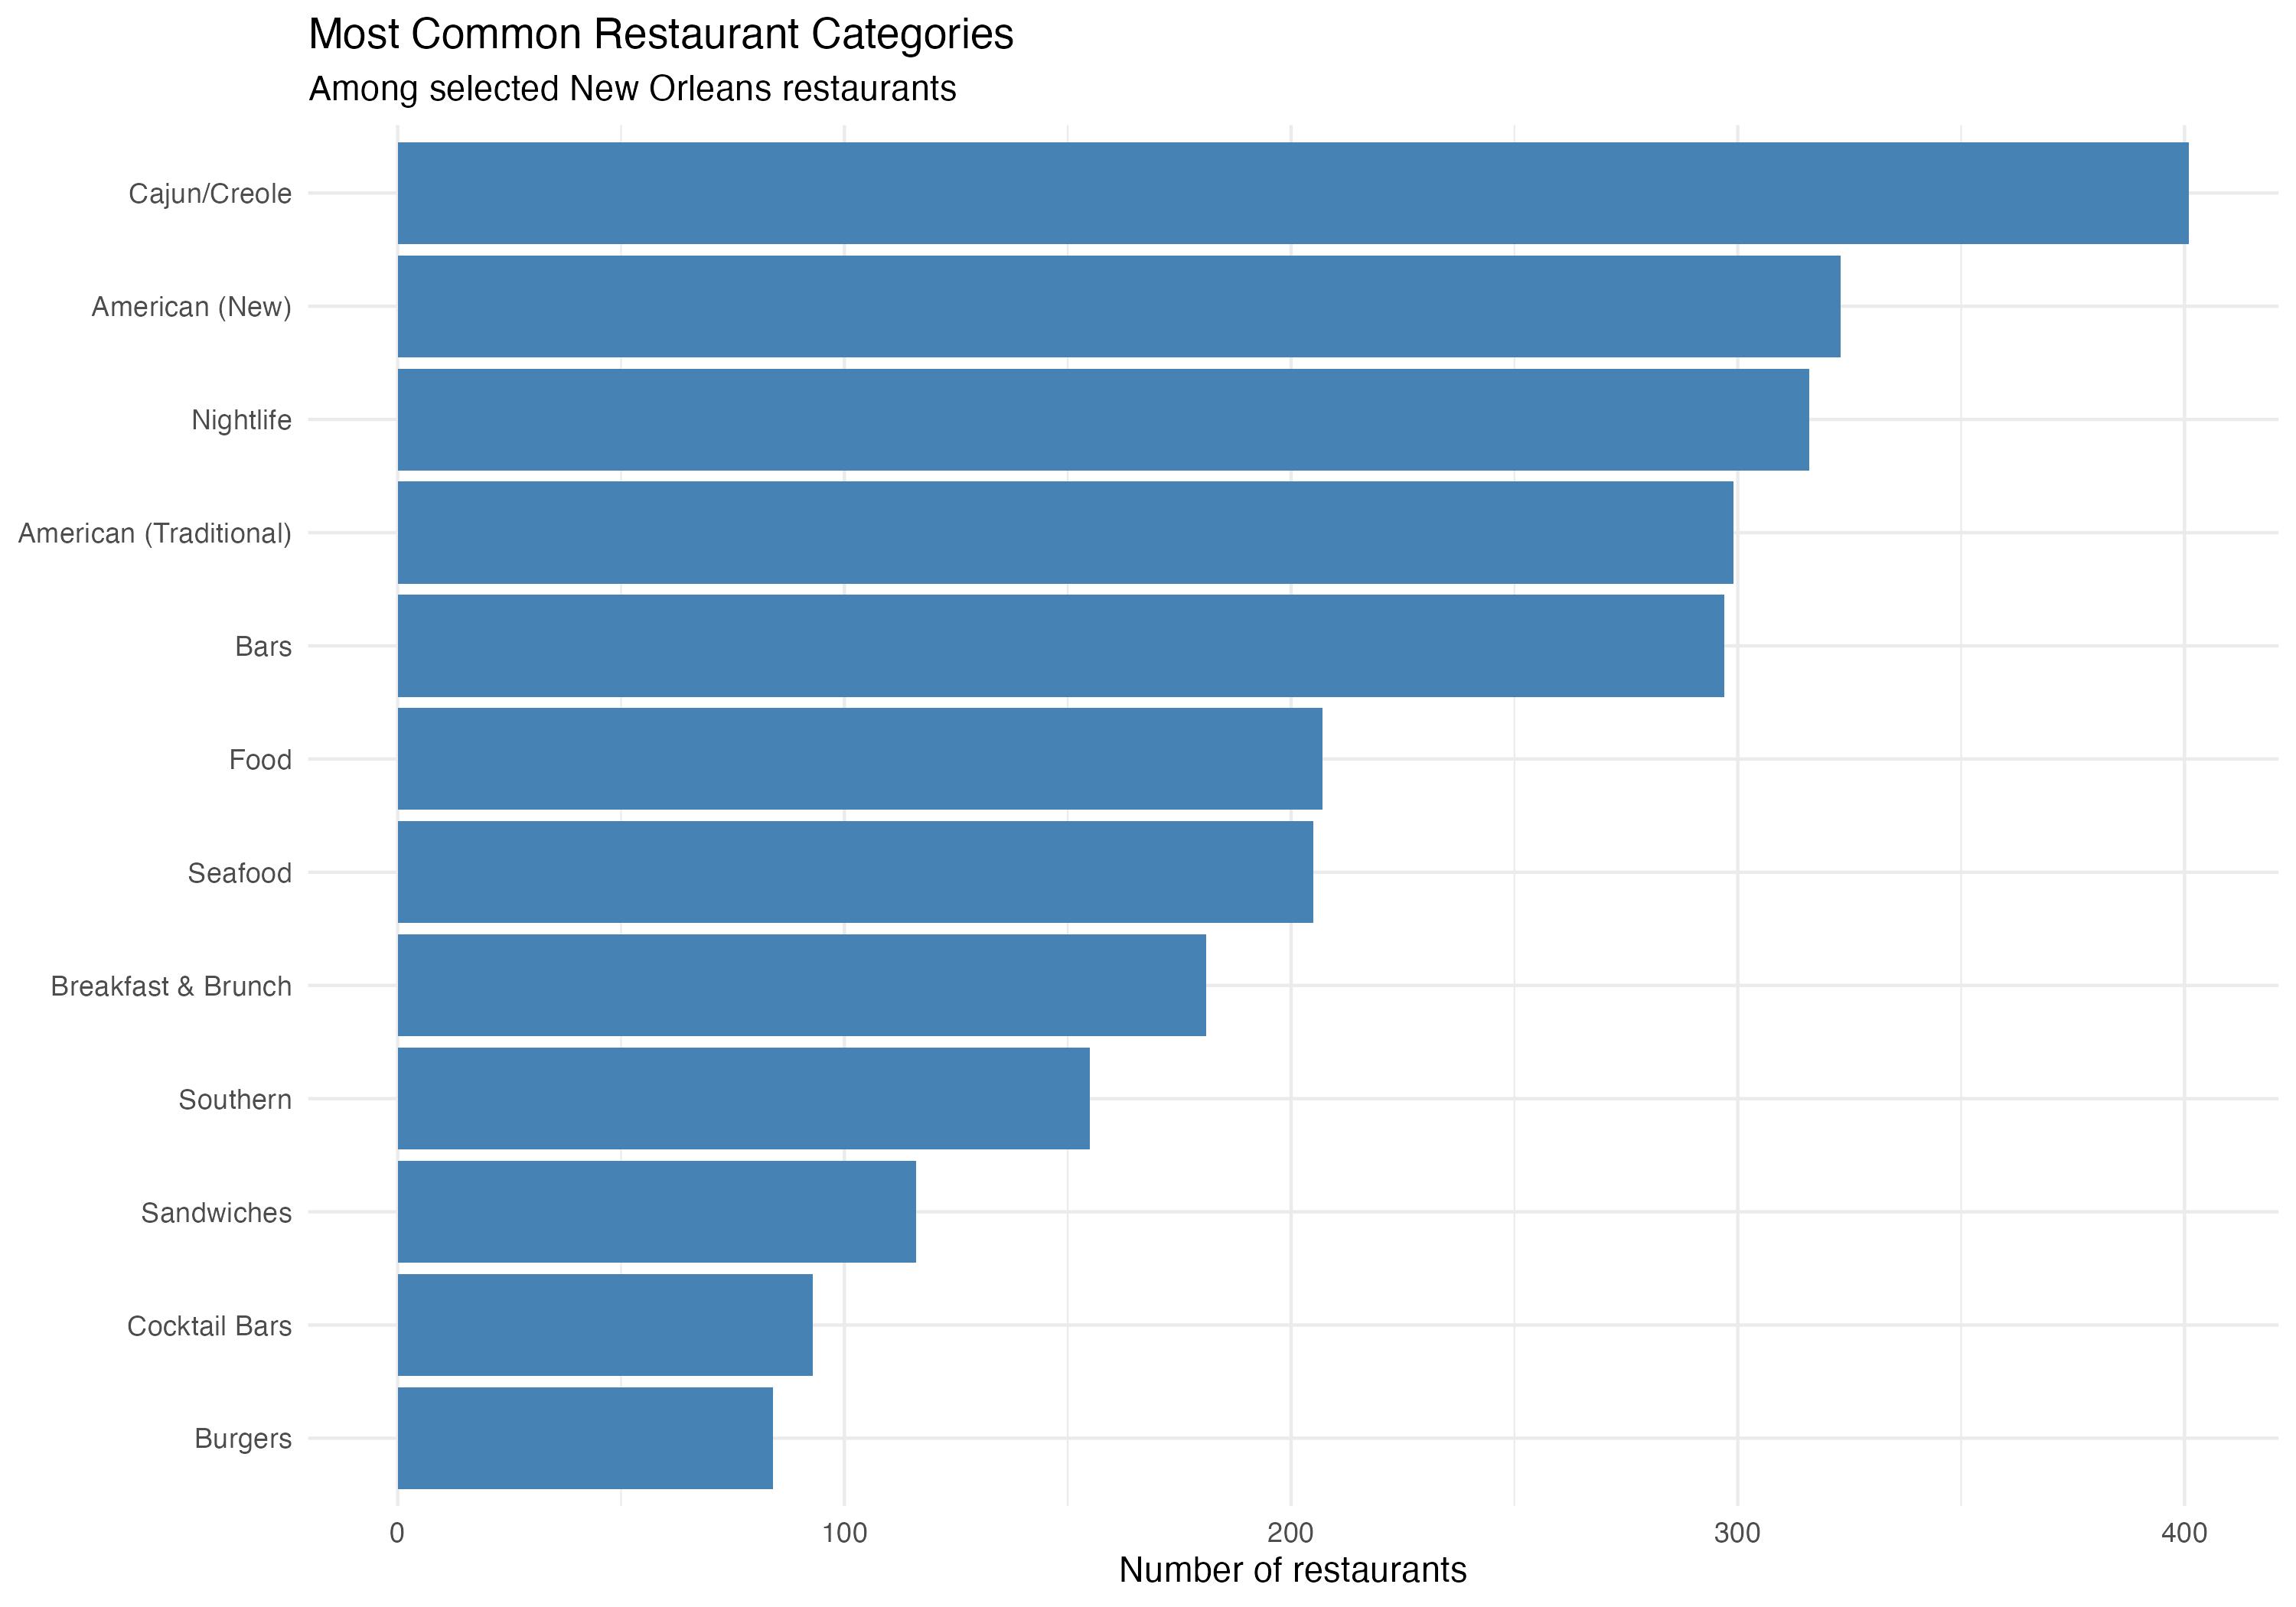 Most Common Restaurant Categories
Among selected New Orleans restaurants
Cajun/Creole
American (New)
Nightlife
American (Traditional)
Bars
Food
Seafood
Breakfast & Brunch
Southern
Sandwiches
Cocktail Bars
Burgers
0 100 200 300 400
Number of restaurants